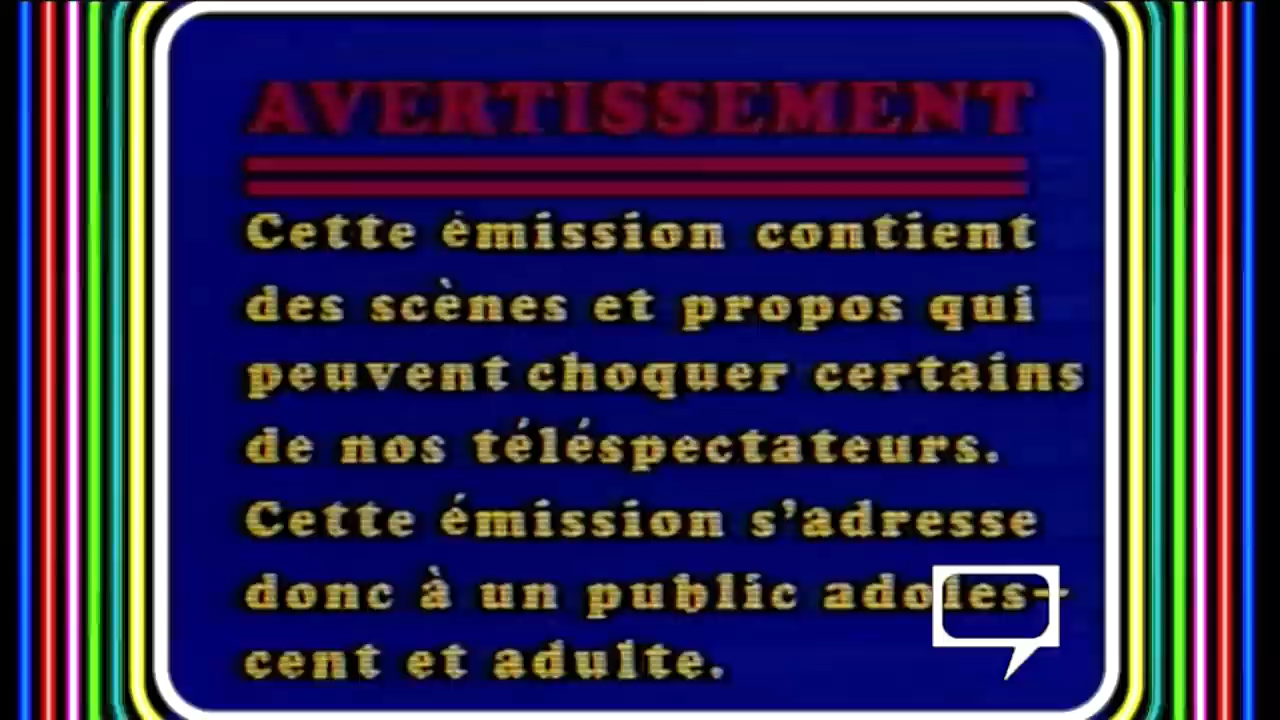 AVERTISSEMENT
Cette émission contient
des scènes et propos qui
peuvent choquer certains
de nos téléspectateurs.
Cette émission s'adresse
donc à un public adoles-
cent et adulte.